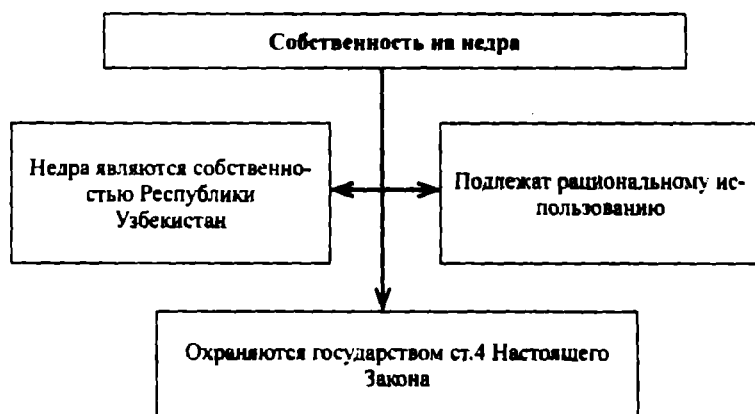 Собственность на недра
Недра являются собственно-
стью Республики
Узбекистан
Подлежат рациональному ис-
пользованию
Охраняются государством ст.4 Настоящего
Закона